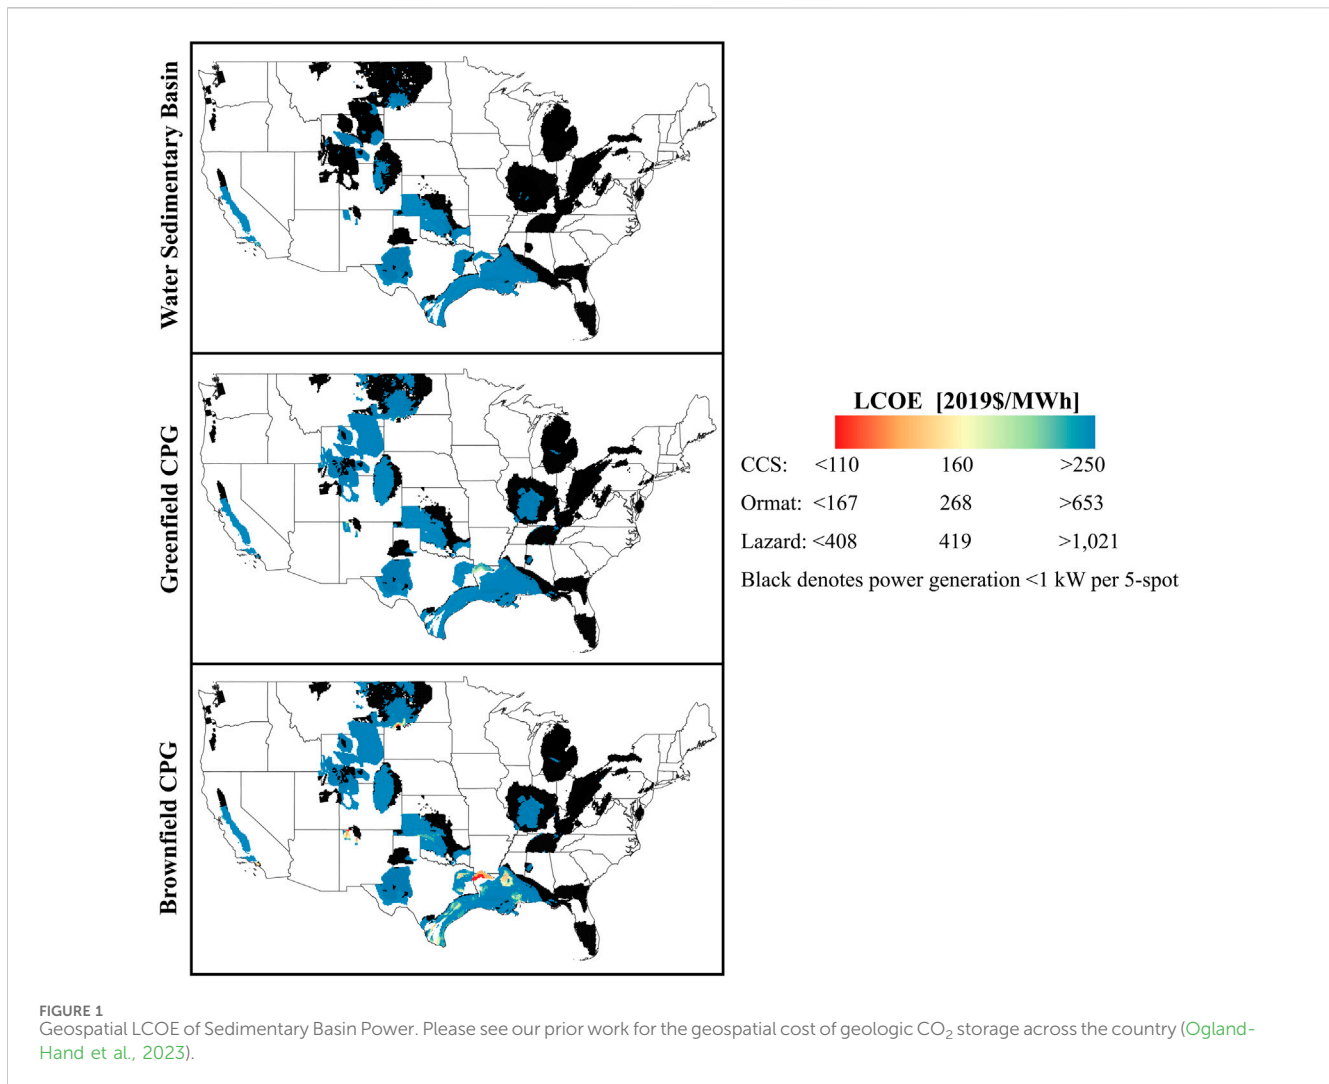 Water Sedimentary Basin
Greenfield CPG
Brownfield CPG
LCOE [2019$/MWh]
CCS: <110 160 >250
Ormat: <167 268 >653
Lazard: <408 419 >1,021
Black denotes power generation <1 kW per 5-spot
FIGURE 1
Geospatial LCOE of Sedimentary Basin Power. Please see our prior work for the geospatial cost of geologic CO₂ storage across the country (Ogland-
Hand et al., 2023).